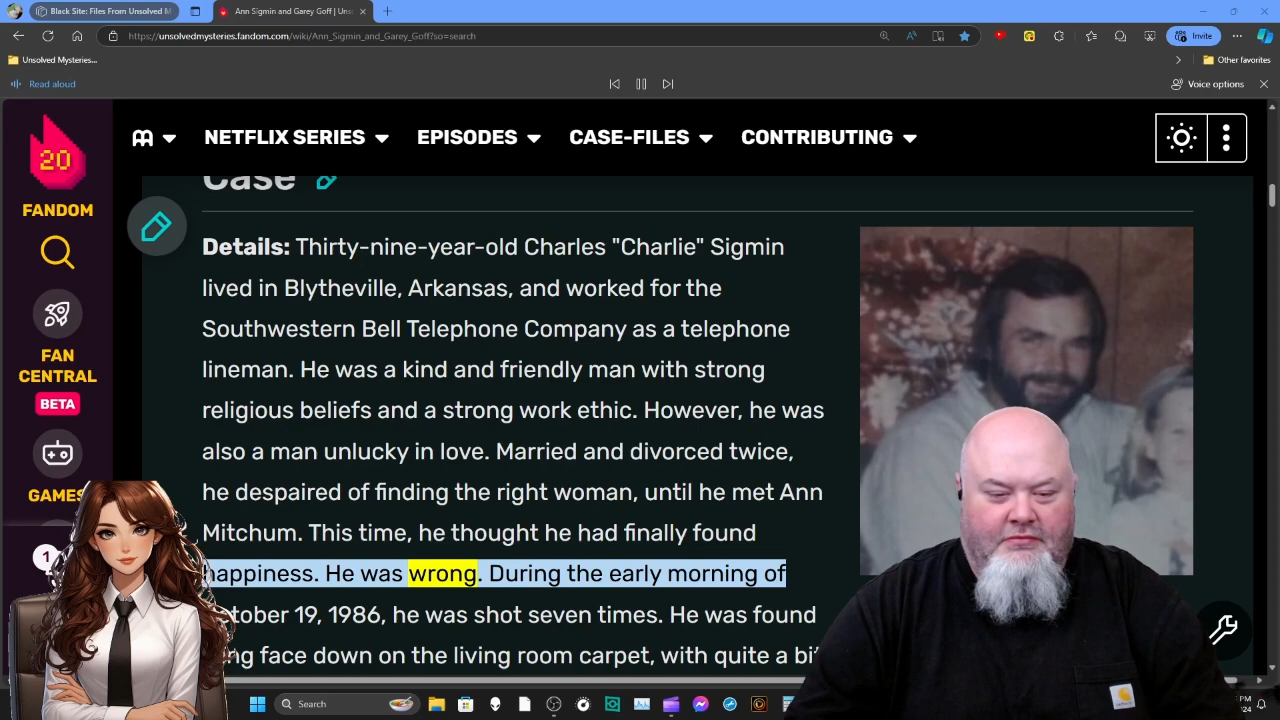 Black Site: Files From Unsolved M
Ann Sigmin and Garey Goff | Uns
https://unsolvedmysteries.fandom.com/wiki/Ann_Sigmin_and_Garey_Goff?so=search
Invite
Unsolved Mysteries...
Other favorites
Read aloud
Voice options
20
FANDOM
NETFLIX SERIES
EPISODES
CASE-FILES
CONTRIBUTING
Case
FAN
CENTRAL
BETA
GAMES
1
Details: Thirty-nine-year-old Charles "Charlie" Sigmin
lived in Blytheville, Arkansas, and worked for the
Southwestern Bell Telephone Company as a telephone
lineman. He was a kind and friendly man with strong
religious beliefs and a strong work ethic. However, he was
also a man unlucky in love. Married and divorced twice,
he despaired of finding the right woman, until he met Ann
Mitchum. This time, he thought he had finally found
happiness. He was wrong. During the early morning of
October 19, 1986, he was shot seven times. He was found
face down on the living room carpet, with quite a bit
Search
PM